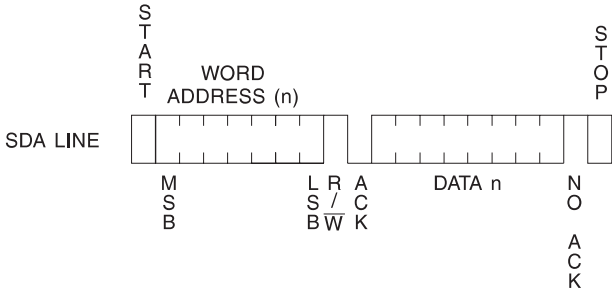 START
WORD
ADDRESS (n)
STOP
SDA LINE
MSB
LSB
R/W̅
ACK
DATA n
NO ACK